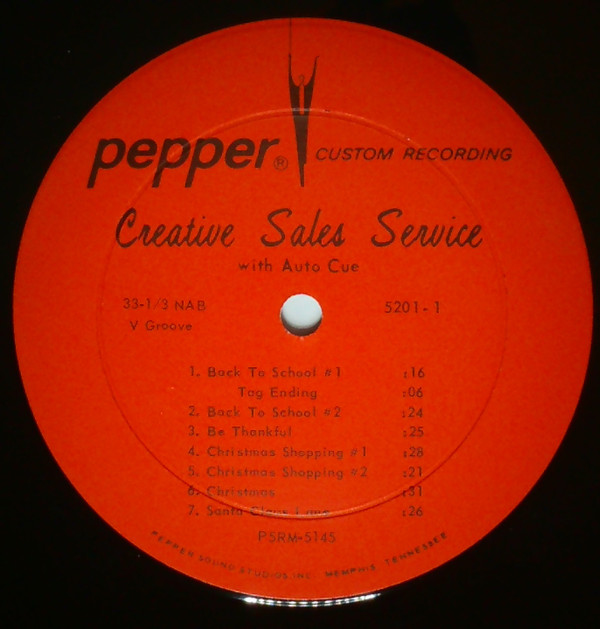 pepper® CUSTOM RECORDING
Creative Sales Service
with Auto Cue
33-1/3 NAB 5201-1
V Groove
1. Back To School #1 :16
Tag Ending :06
2. Back To School #2 :24
3. Be Thankful :25
4. Christmas Shopping #1 :28
5. Christmas Shopping #2 :21
6. Christmas :31
7. Santa Claus :26
PSRM-5145
PEPPER SOUND STUDIOS INC. MEMPHIS, TENNESSEE